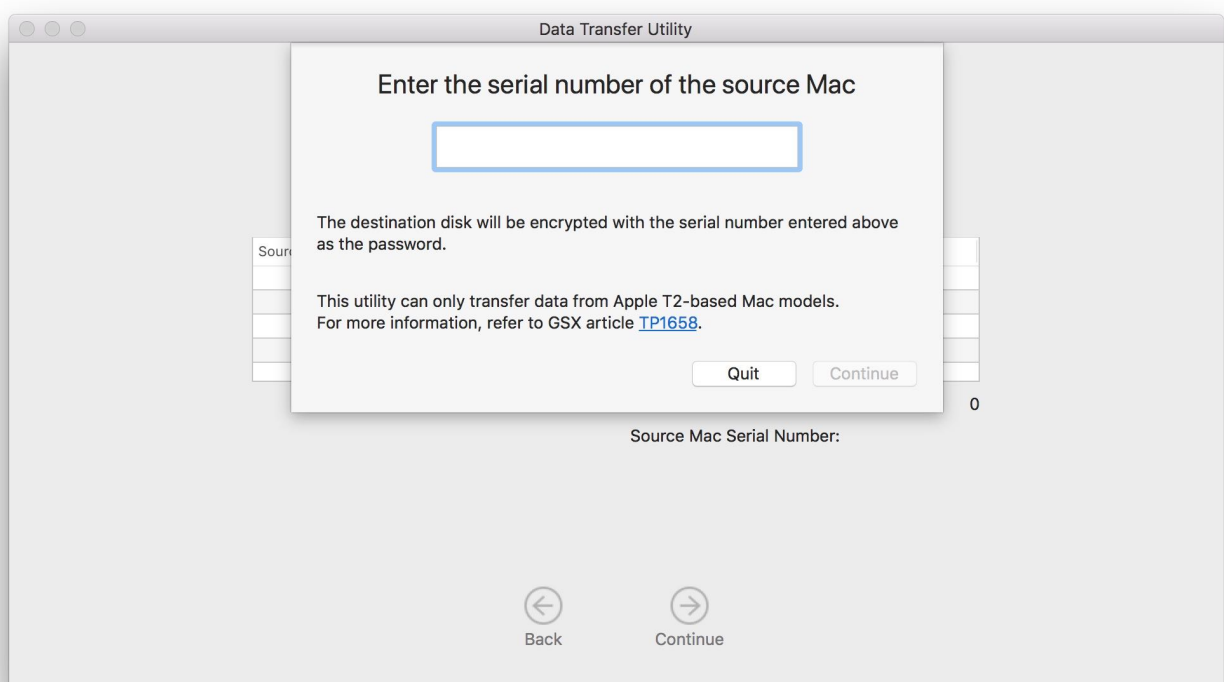 Data Transfer Utility
Enter the serial number of the source Mac
The destination disk will be encrypted with the serial number entered above
as the password.
This utility can only transfer data from Apple T2-based Mac models.
For more information, refer to GSX article TP1658.
Quit Continue
0
Source Mac Serial Number:
Back Continue